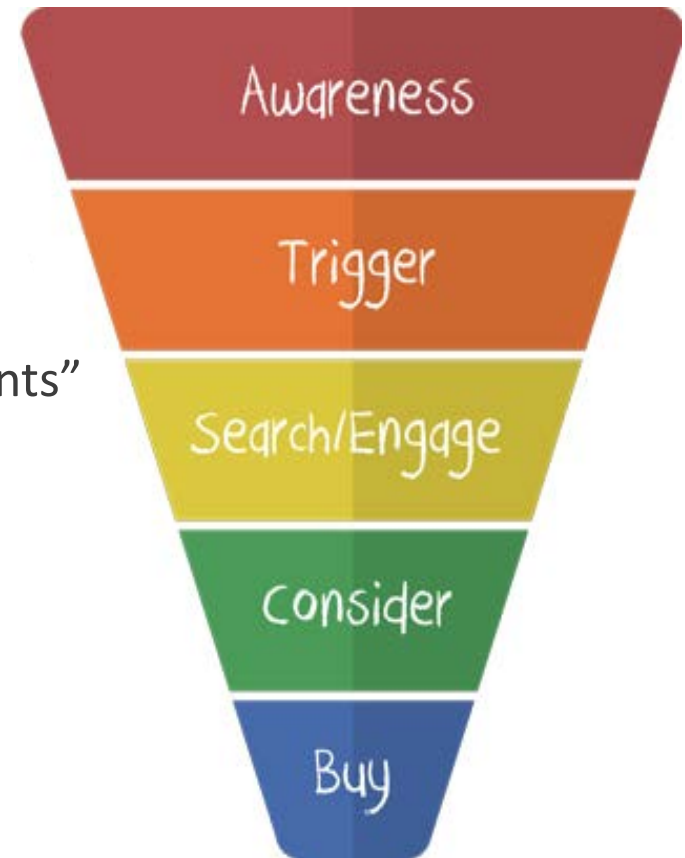 Awareness
Trigger
nts”
Search/Engage
Consider
Buy